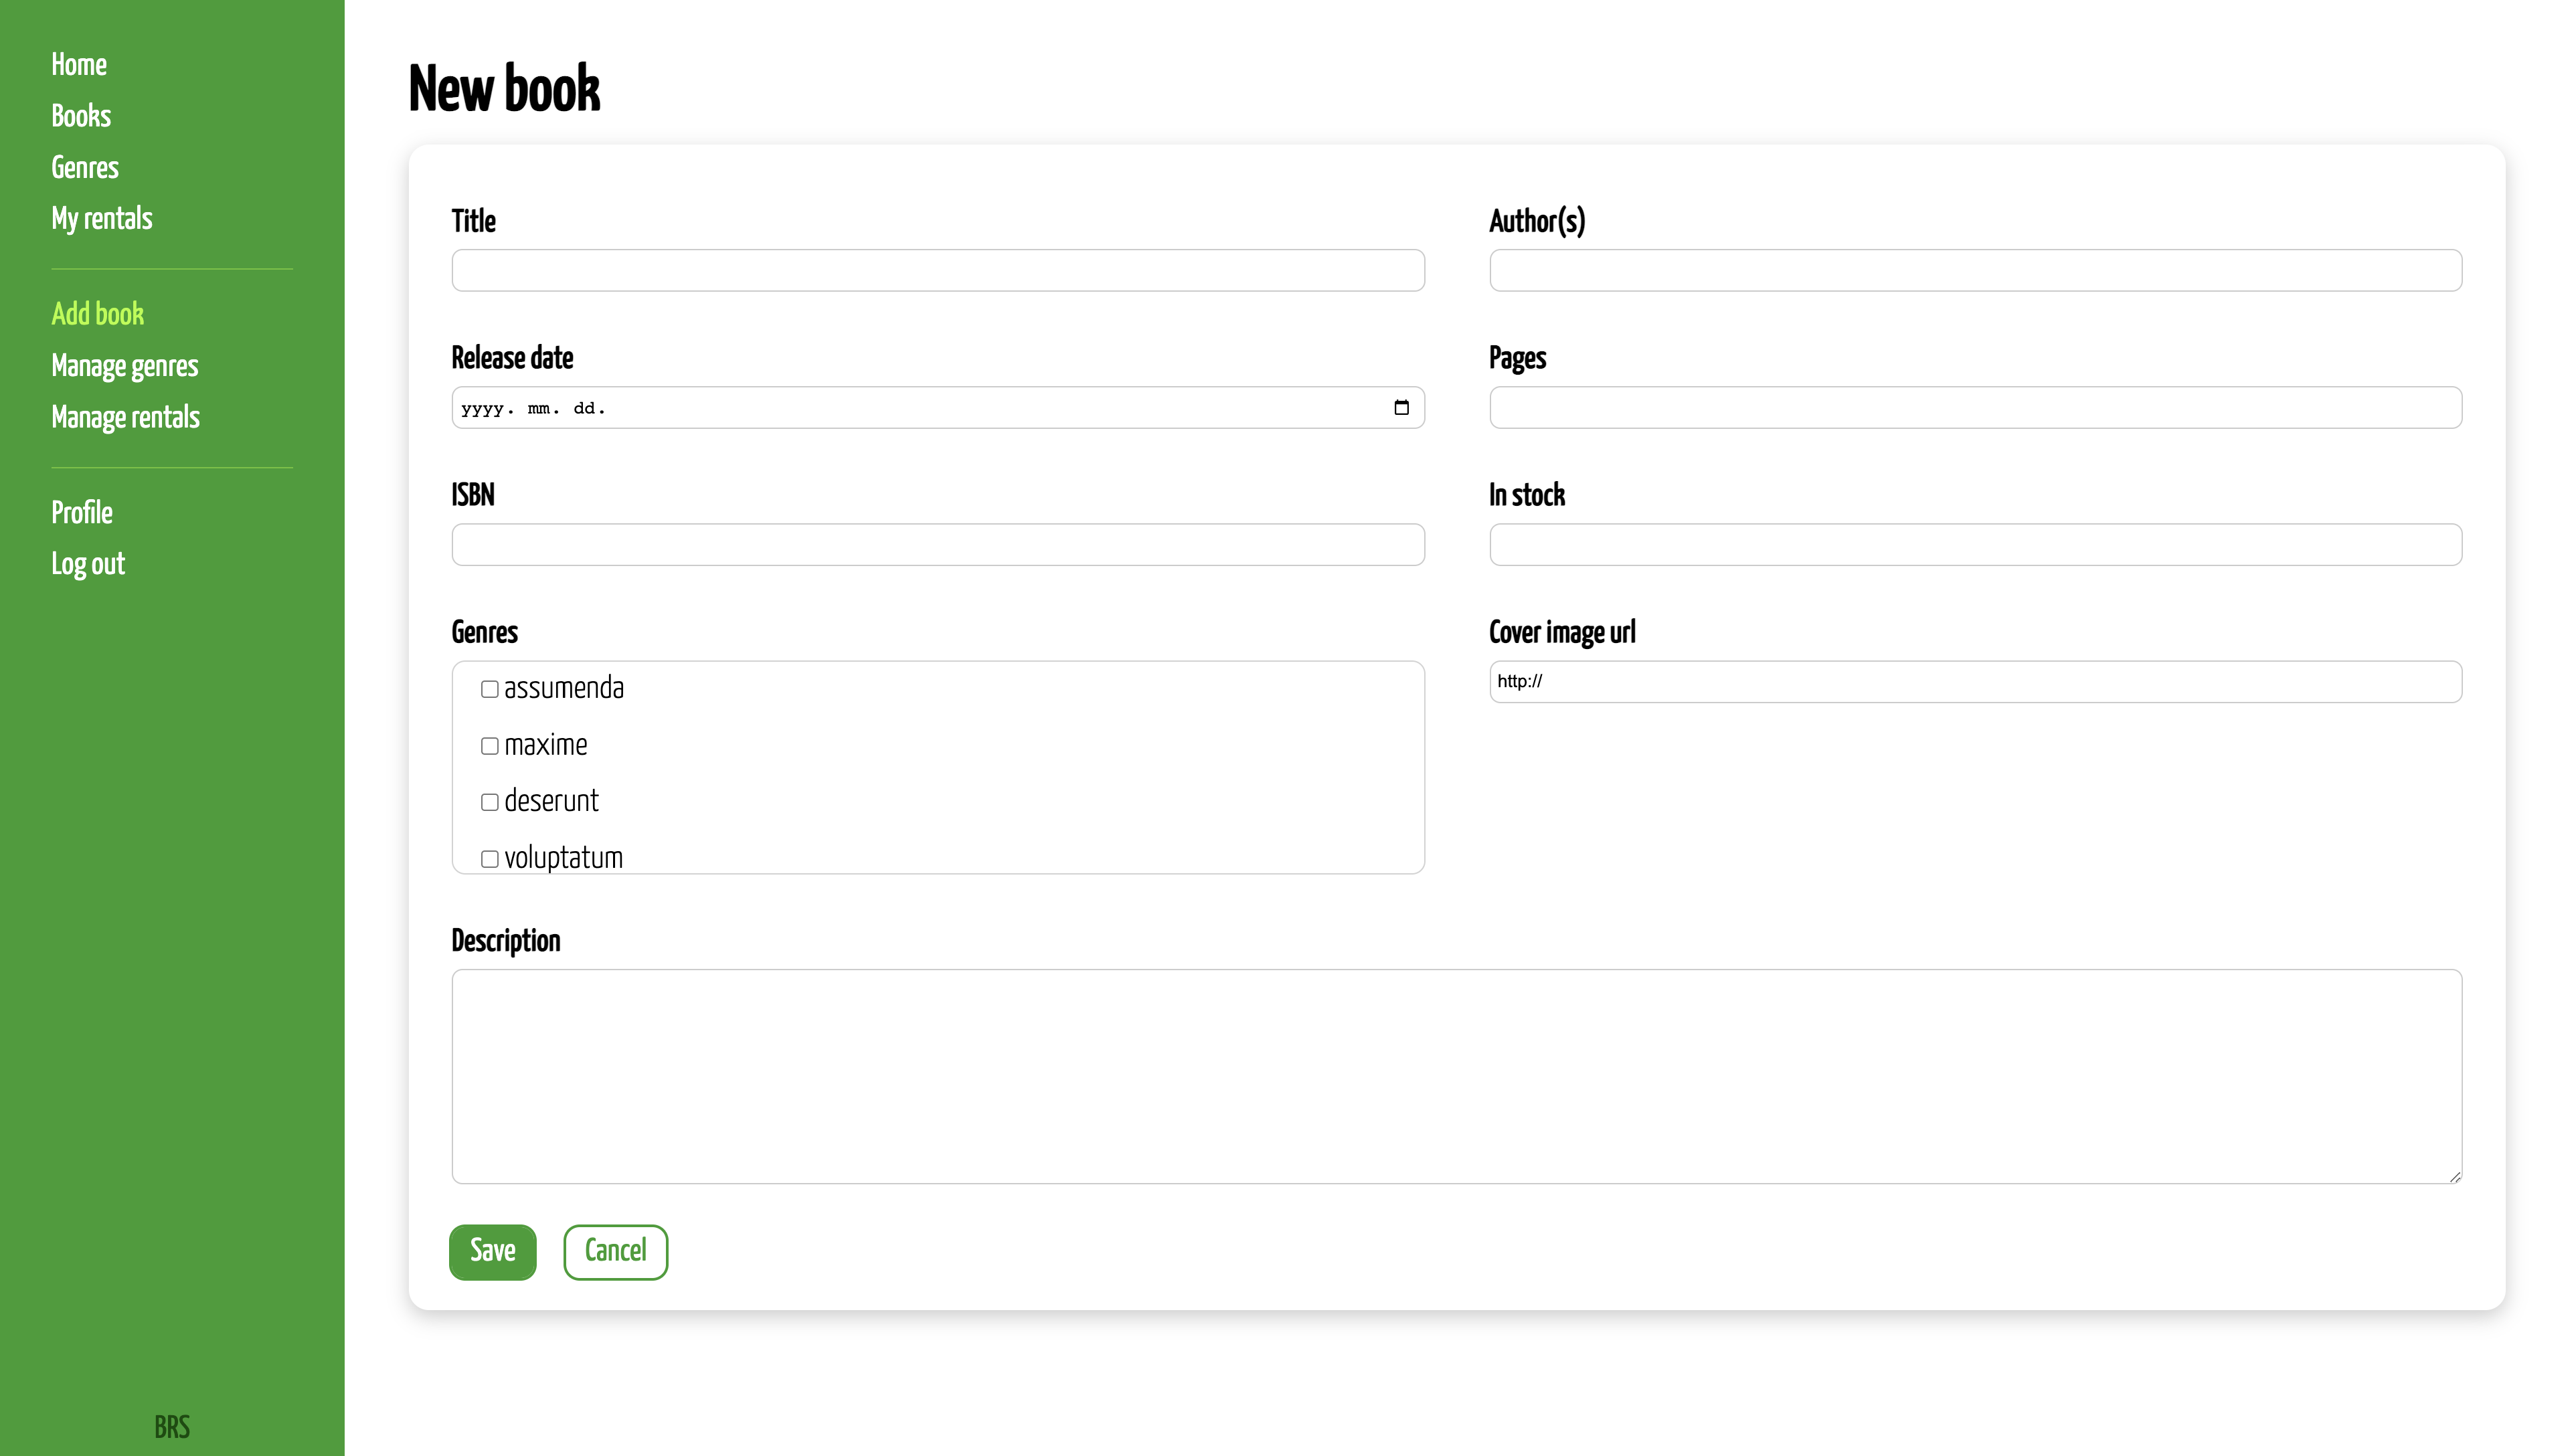 Home
Books
Genres
My rentals
Add book
Manage genres
Manage rentals
Profile
Log out
BRS
New book
Title
Author(s)
Release date
Pages
yyyy. mm. dd.
ISBN
In stock
Genres
Cover image url
assumenda
http://
maxime
deserunt
voluptatum
Description
Save
Cancel